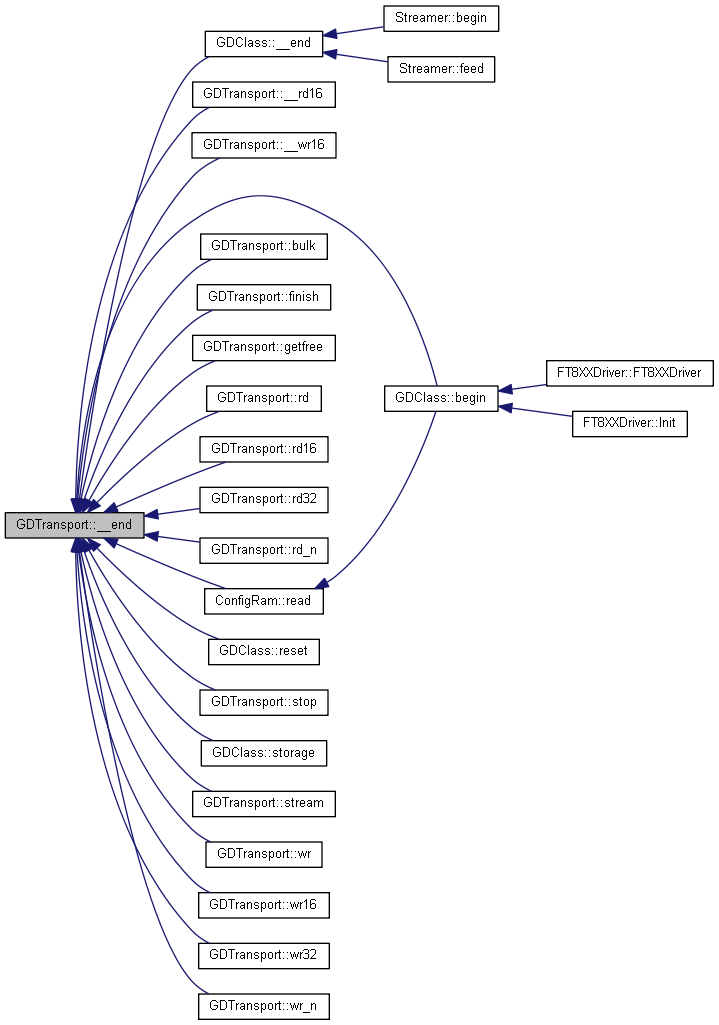 Streamer::begin
GDClass::__end
Streamer::feed
GDTransport::__rd16
GDTransport::__wr16
GDTransport::bulk
GDTransport::finish
GDTransport::getfree
FT8XXDriver::FT8XXDriver
GDTransport::rd
GDClass::begin
FT8XXDriver::Init
GDTransport::rd16
GDTransport::rd32
GDTransport::__end
GDTransport::rd_n
ConfigRam::read
GDClass::reset
GDTransport::stop
GDClass::storage
GDTransport::stream
GDTransport::wr
GDTransport::wr16
GDTransport::wr32
GDTransport::wr_n